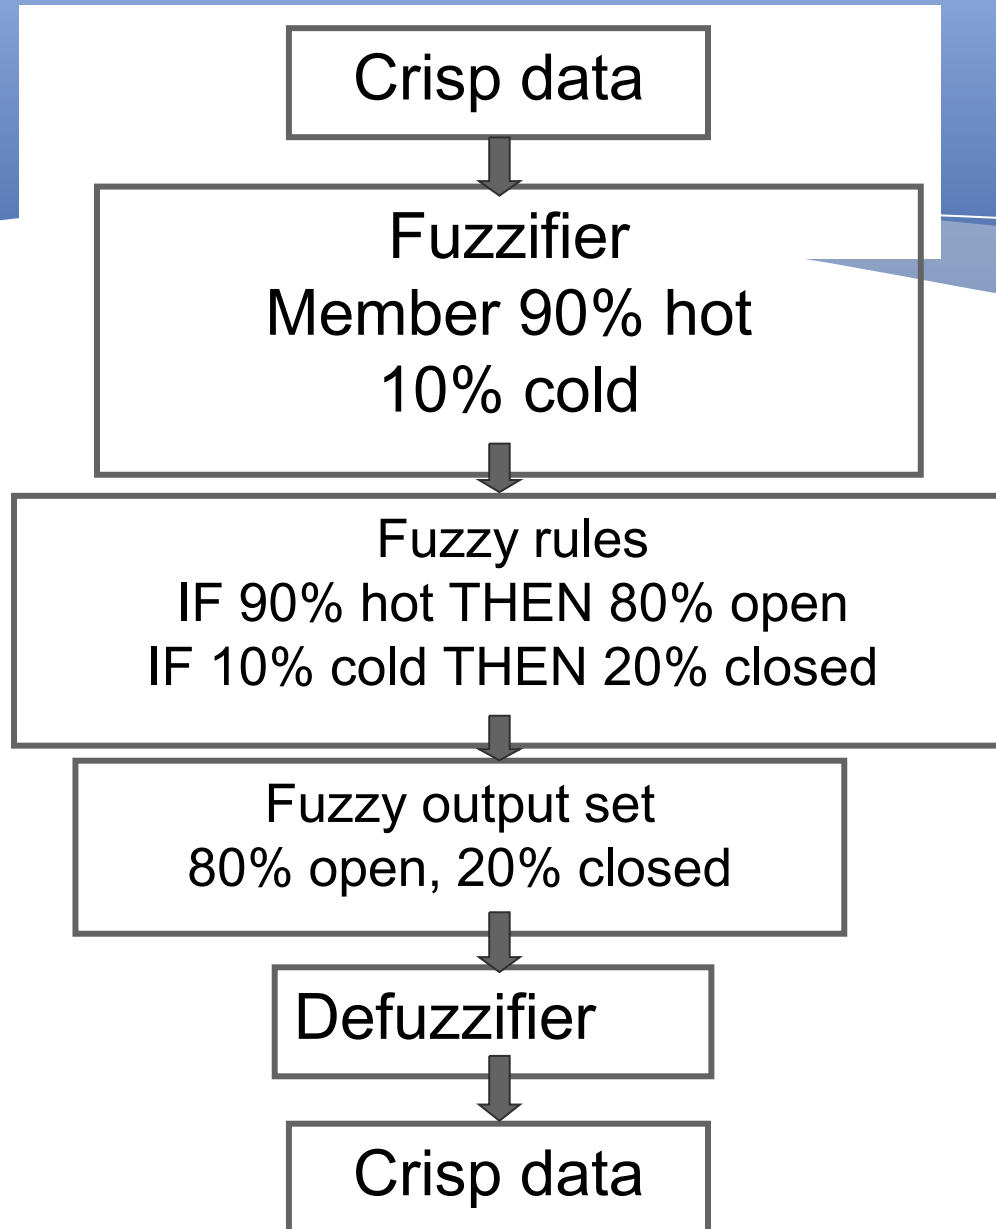 Crisp data
Fuzzifier
Member 90% hot
10% cold
Fuzzy rules
IF 90% hot THEN 80% open
IF 10% cold THEN 20% closed
Fuzzy output set
80% open, 20% closed
Defuzzifier
Crisp data